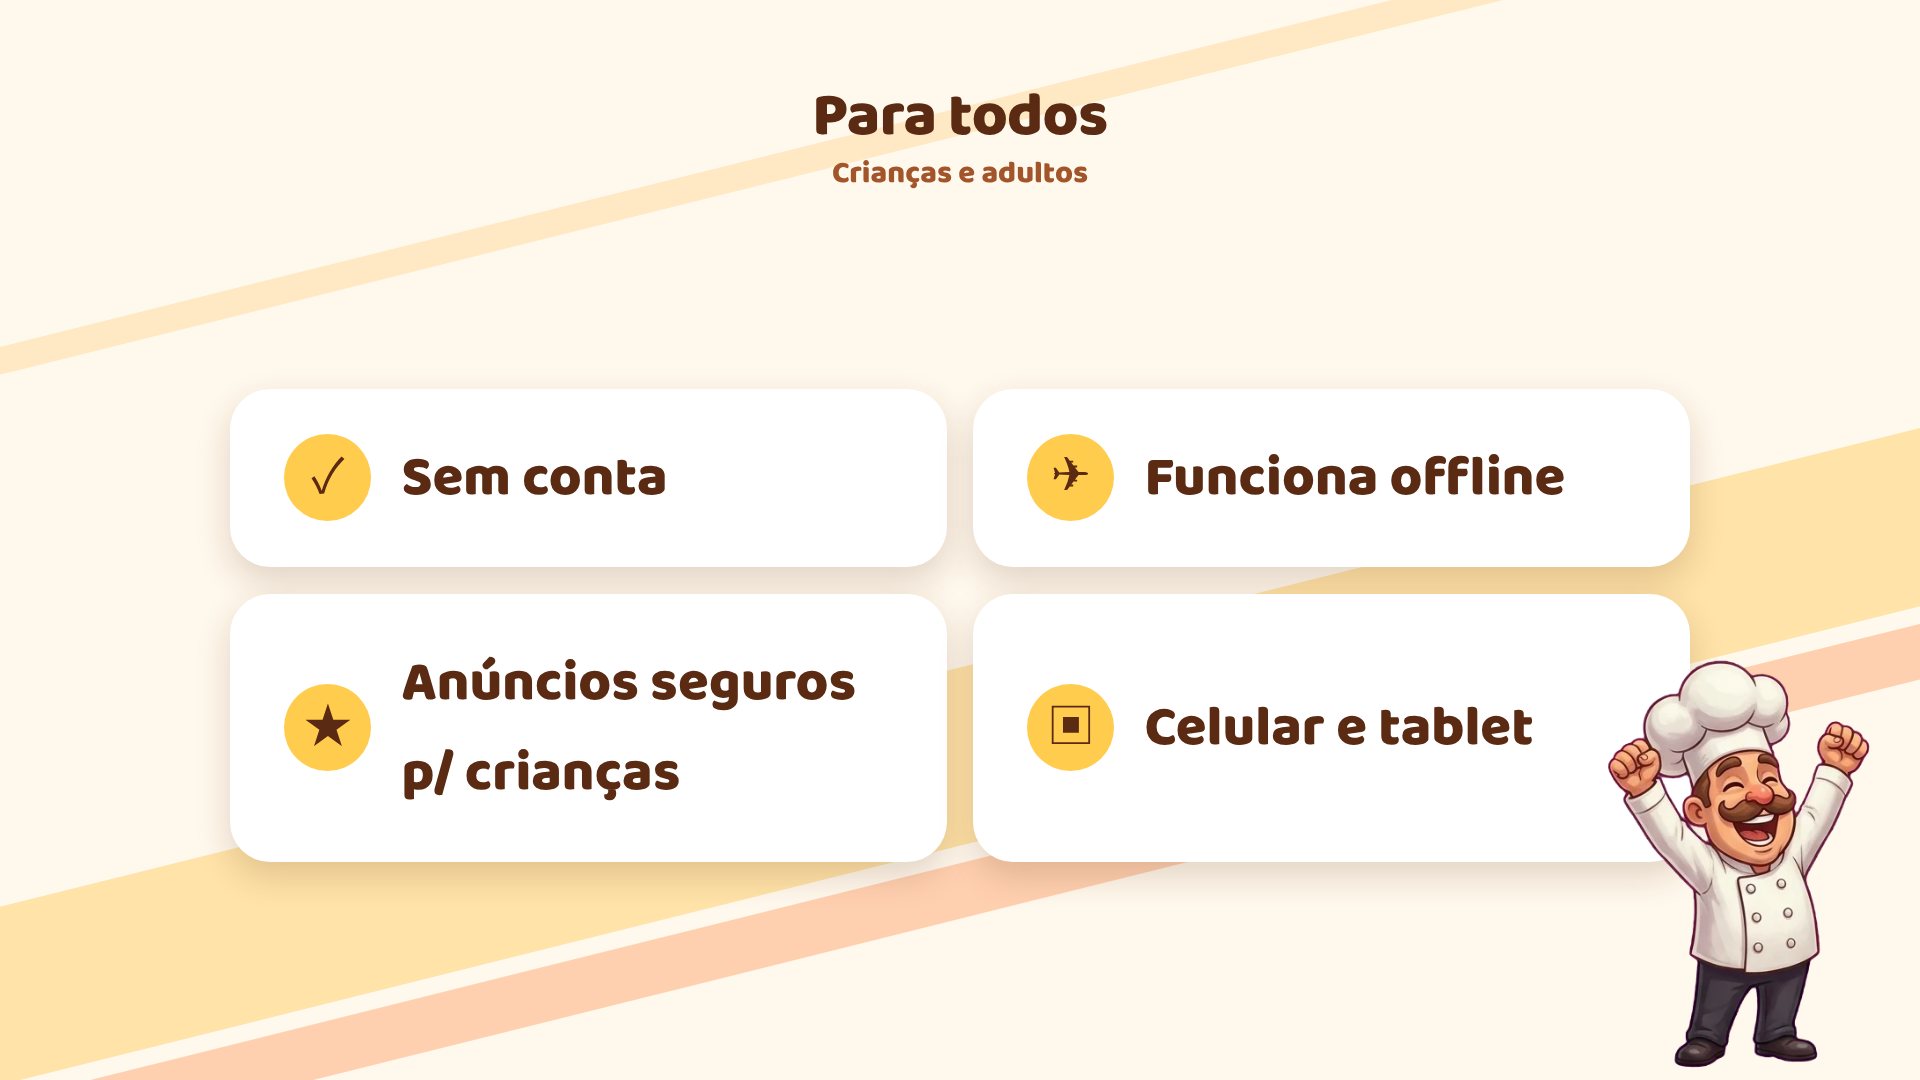 Para todos
Crianças e adultos
✓ Sem conta
✈ Funciona offline
★ Anúncios seguros
p/ crianças
▣ Celular e tablet